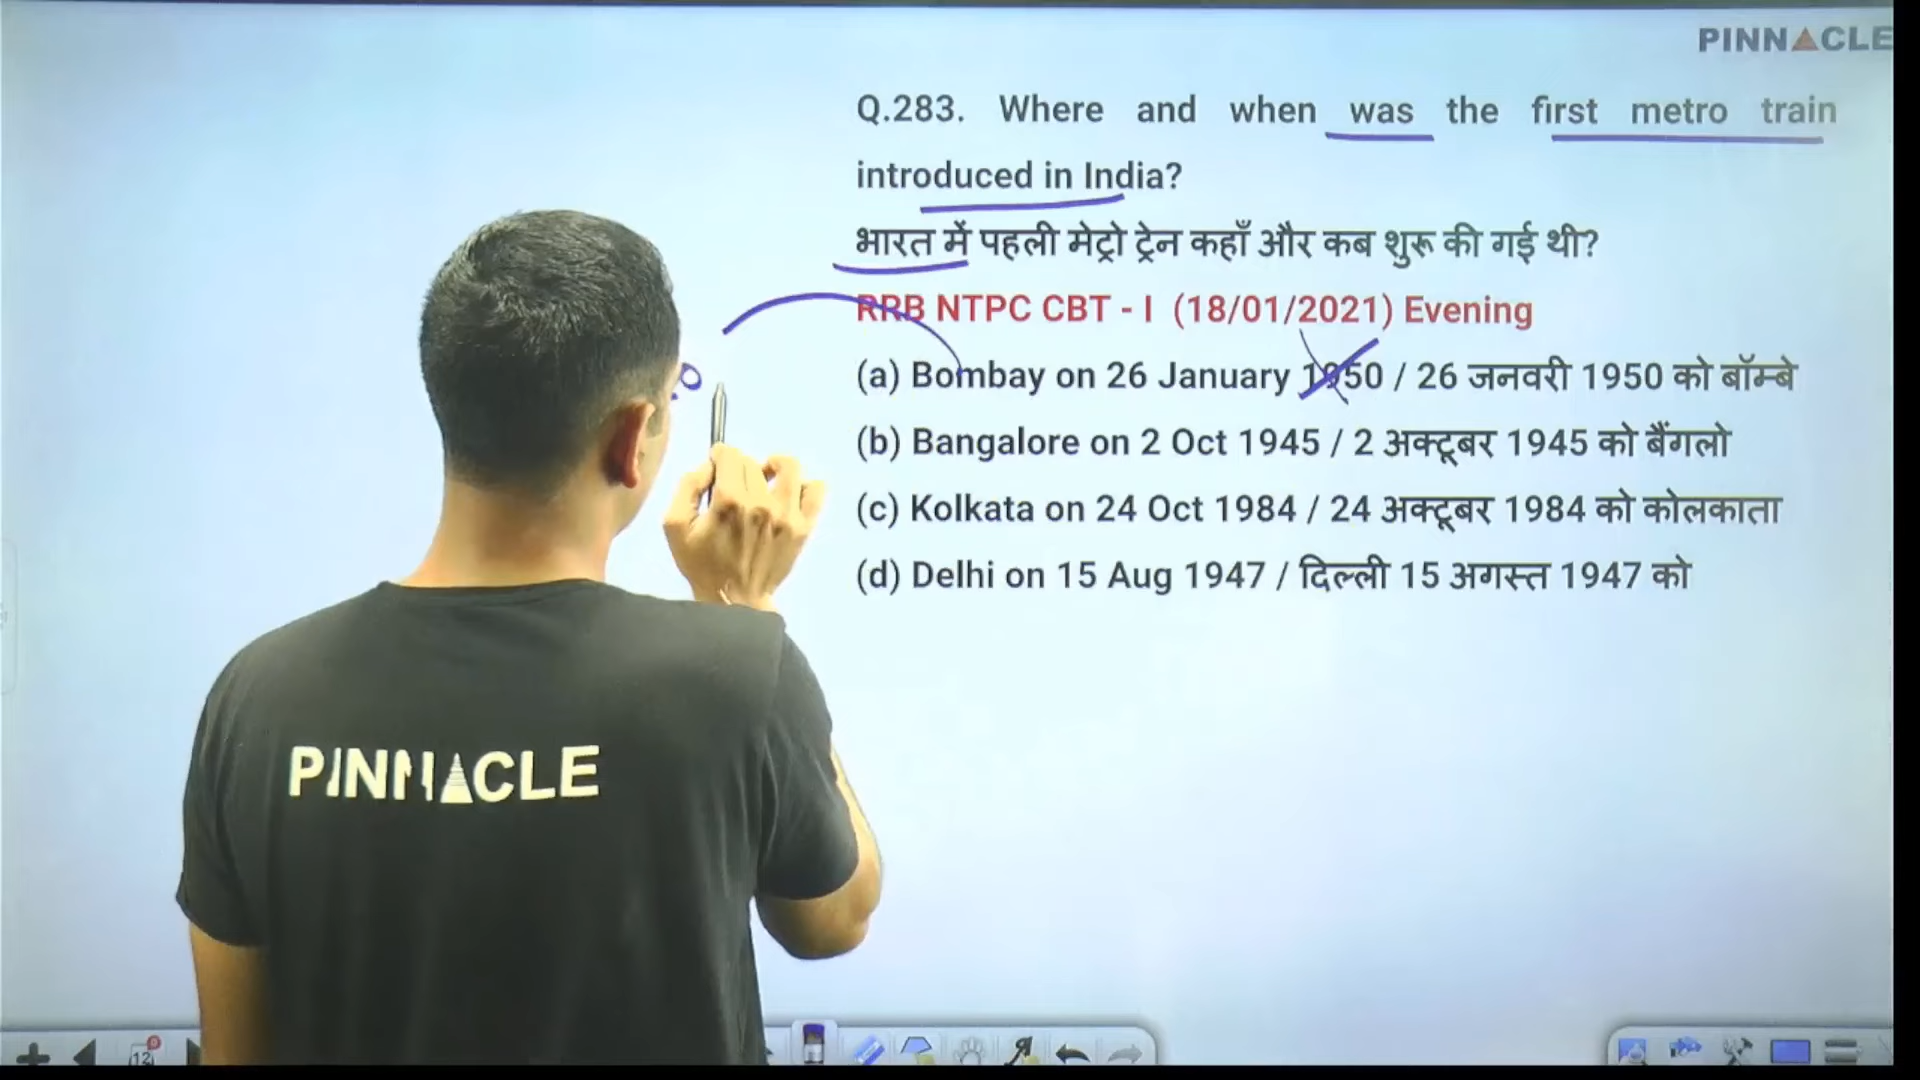 PINNACLE
Q.283. Where and when was the first metro train
introduced in India?
भारत में पहली मेट्रो ट्रेन कहाँ और कब शुरू की गई थी?
RRB NTPC CBT - I (18/01/2021) Evening
(a) Bombay on 26 January 1950 / 26 जनवरी 1950 को बॉम्बे
(b) Bangalore on 2 Oct 1945 / 2 अक्टूबर 1945 को बैंगलो
(c) Kolkata on 24 Oct 1984 / 24 अक्टूबर 1984 को कोलकाता
(d) Delhi on 15 Aug 1947 / दिल्ली 15 अगस्त 1947 को
PINNACLE
12